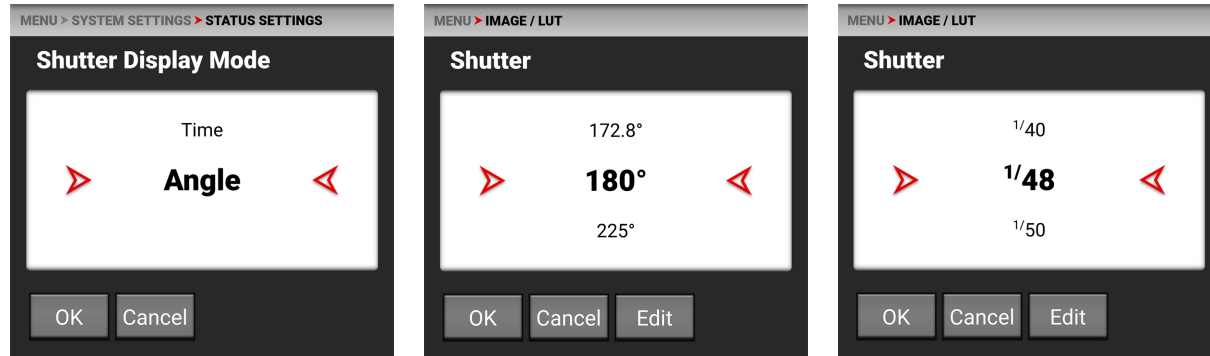 MENU > SYSTEM SETTINGS > STATUS SETTINGS
Shutter Display Mode
Time
Angle
OK Cancel
MENU > IMAGE / LUT
Shutter
172.8°
180°
225°
OK Cancel Edit
MENU > IMAGE / LUT
Shutter
1/40
1/48
1/50
OK Cancel Edit